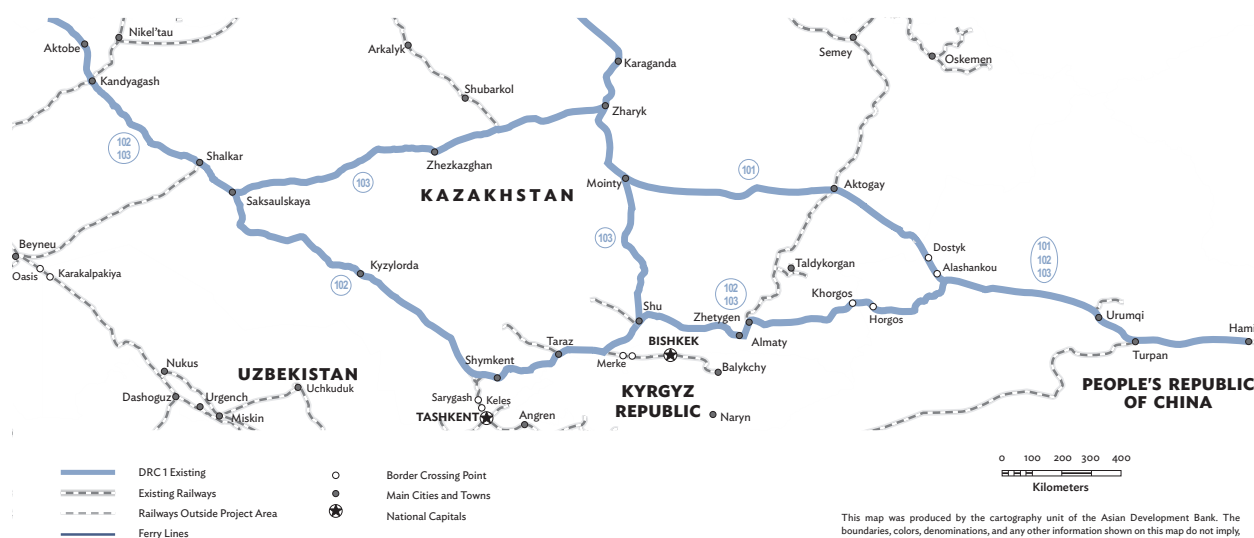 Nikel'tau
Aktobe
Kandyagash
Arkalyk
Shubarkol
Karaganda
Zharyk
Semey
Oskemen
102
103
Shalkar
Saksaulskaya
103
Zhezkazghan
KAZAKHSTAN
Mointy
101
Aktogay
Beyneu
Oasis
Karakalpakiya
Kyzylorda
102
103
Taldykorgan
Dostyk
Alashankou
101
102
103
102
103
Khorgos
Horgos
Shu
Zhetygen
Almaty
Urumqi
Turpan
Hami
Shymkent
Taraz
Merke
BISHKEK
Balykchy
Nukus
UZBEKISTAN
Uchkuduk
Dashoguz
Urgench
Miskin
Sarygash
Keles
TASHKENT
Angren
KYRGYZ
REPUBLIC
Naryn
PEOPLE'S REPUBLIC
OF CHINA
DRC 1 Existing
Existing Railways
Railways Outside Project Area
Ferry Lines
Border Crossing Point
Main Cities and Towns
National Capitals
0 100 200 300 400
Kilometers
This map was produced by the cartography unit of the Asian Development Bank. The
boundaries, colors, denominations, and any other information shown on this map do not imply,